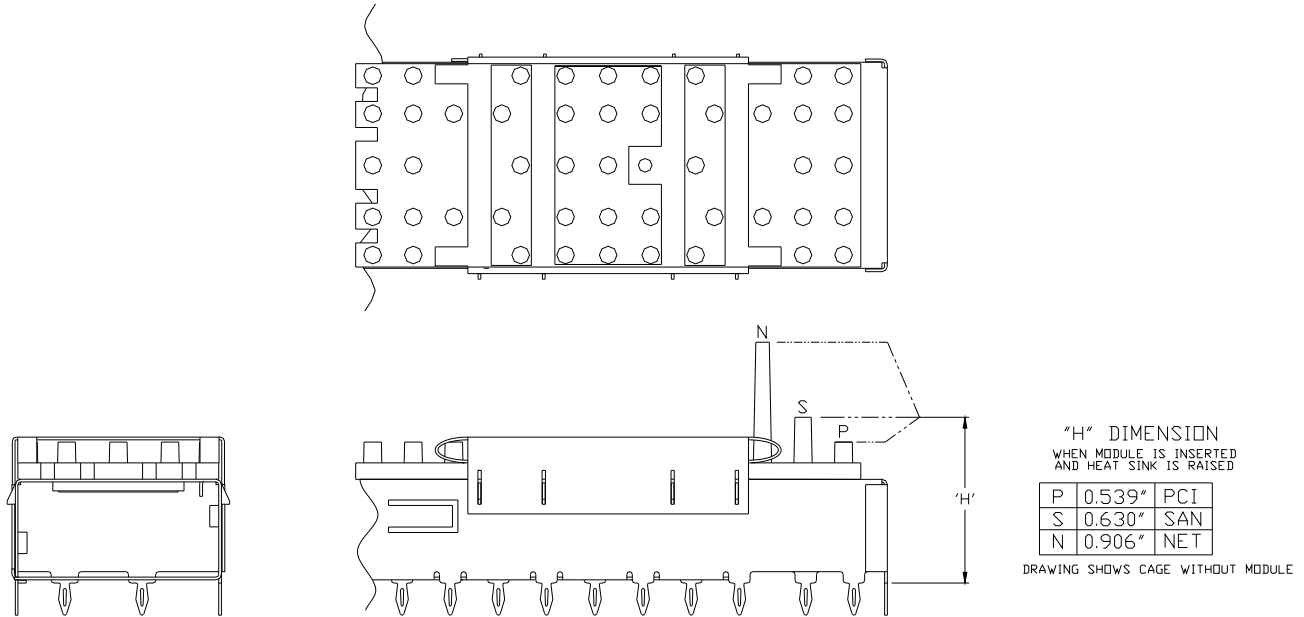 N
S
P
'H'
"H" DIMENSION
WHEN MODULE IS INSERTED
AND HEAT SINK IS RAISED
P 0.539" PCI
S 0.630" SAN
N 0.906" NET
DRAWING SHOWS CAGE WITHOUT MODULE